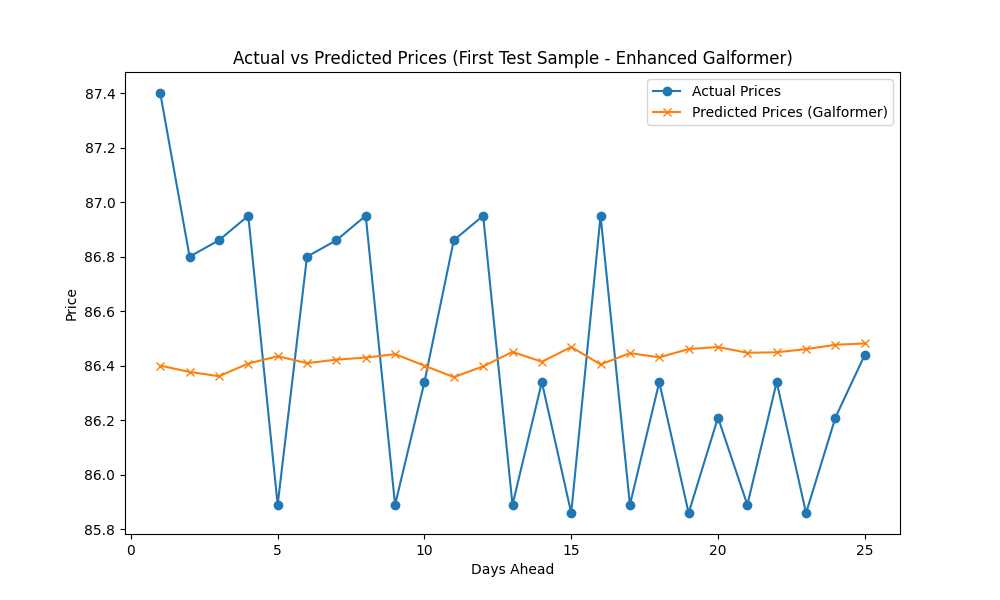 Actual vs Predicted Prices (First Test Sample - Enhanced Galformer)
Actual Prices
Predicted Prices (Galformer)
Price
87.4
87.2
87.0
86.8
86.6
86.4
86.2
86.0
85.8
0 5 10 15 20 25
Days Ahead